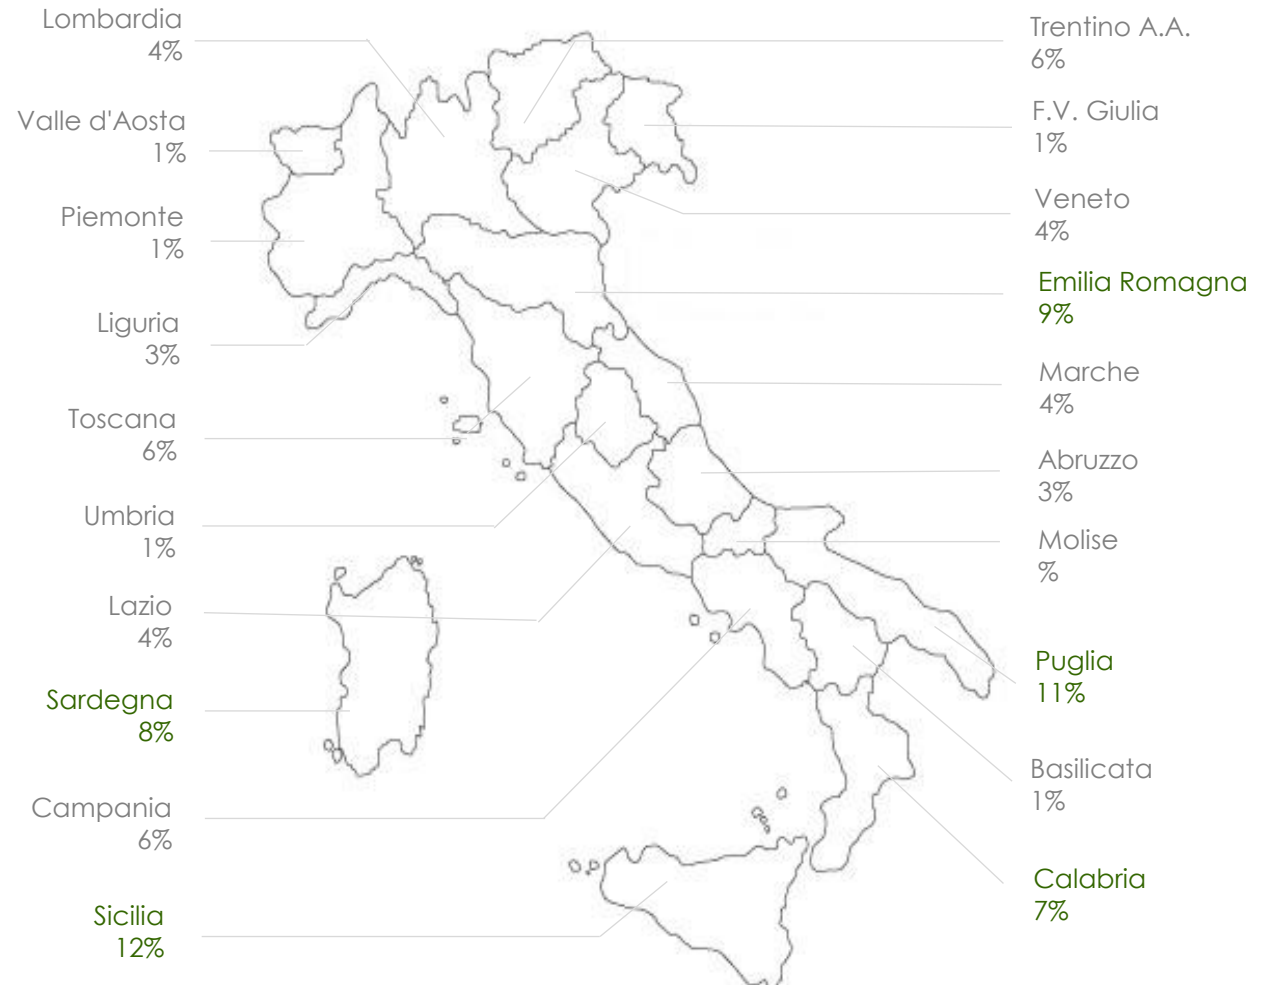 Lombardia
4%
Valle d'Aosta
1%
Piemonte
1%
Liguria
3%
Toscana
6%
Umbria
1%
Lazio
4%
Sardegna
8%
Campania
6%
Sicilia
12%
Trentino A.A.
6%
F.V. Giulia
1%
Veneto
4%
Emilia Romagna
9%
Marche
4%
Abruzzo
3%
Molise
%
Puglia
11%
Basilicata
1%
Calabria
7%